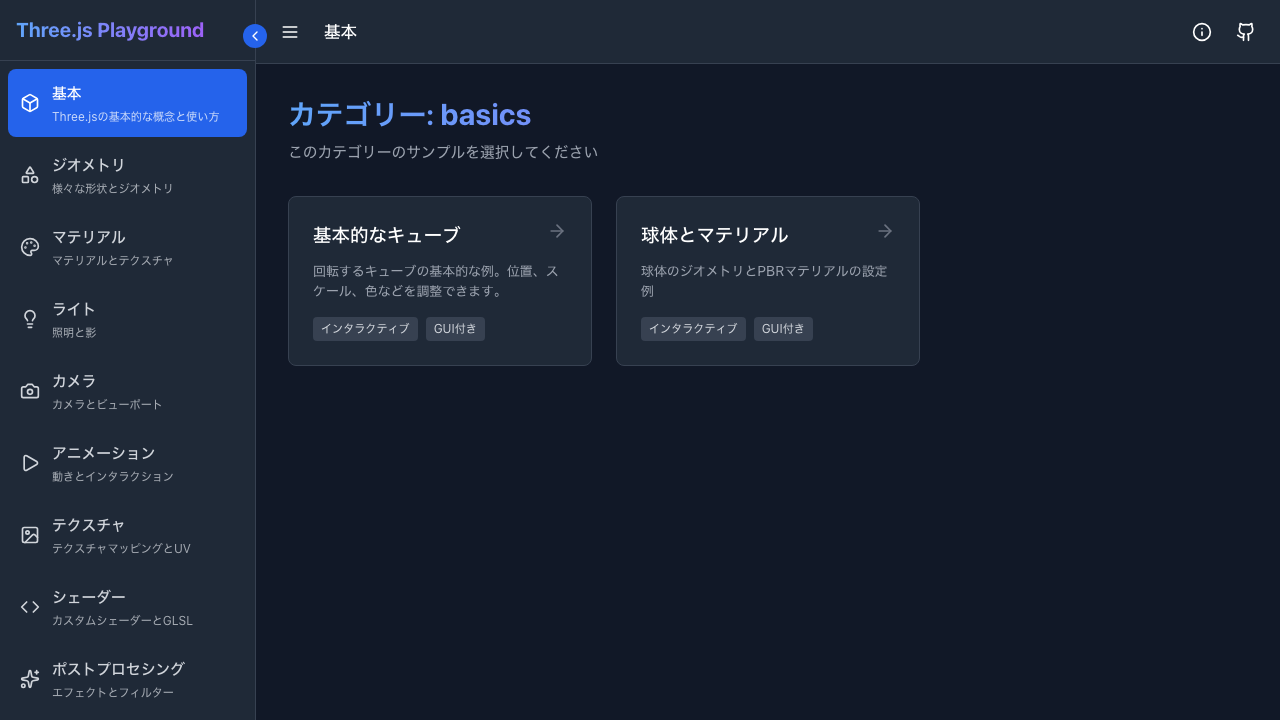 Three.js Playground
基本
Three.jsの基本的な概念と使い方
ジオメトリ
様々な形状とジオメトリ
マテリアル
マテリアルとテクスチャ
ライト
照明と影
カメラ
カメラとビューポート
アニメーション
動きとインタラクション
テクスチャ
テクスチャマッピングとUV
シェーダー
カスタムシェーダーとGLSL
ポストプロセシング
エフェクトとフィルター
基本
カテゴリー: basics
このカテゴリーのサンプルを選択してください
基本的なキューブ
回転するキューブの基本的な例。位置、ス
ケール、色などを調整できます。
インタラクティブ
GUI付き
球体とマテリアル
球体のジオメトリとPBRマテリアルの設定
例
インタラクティブ
GUI付き